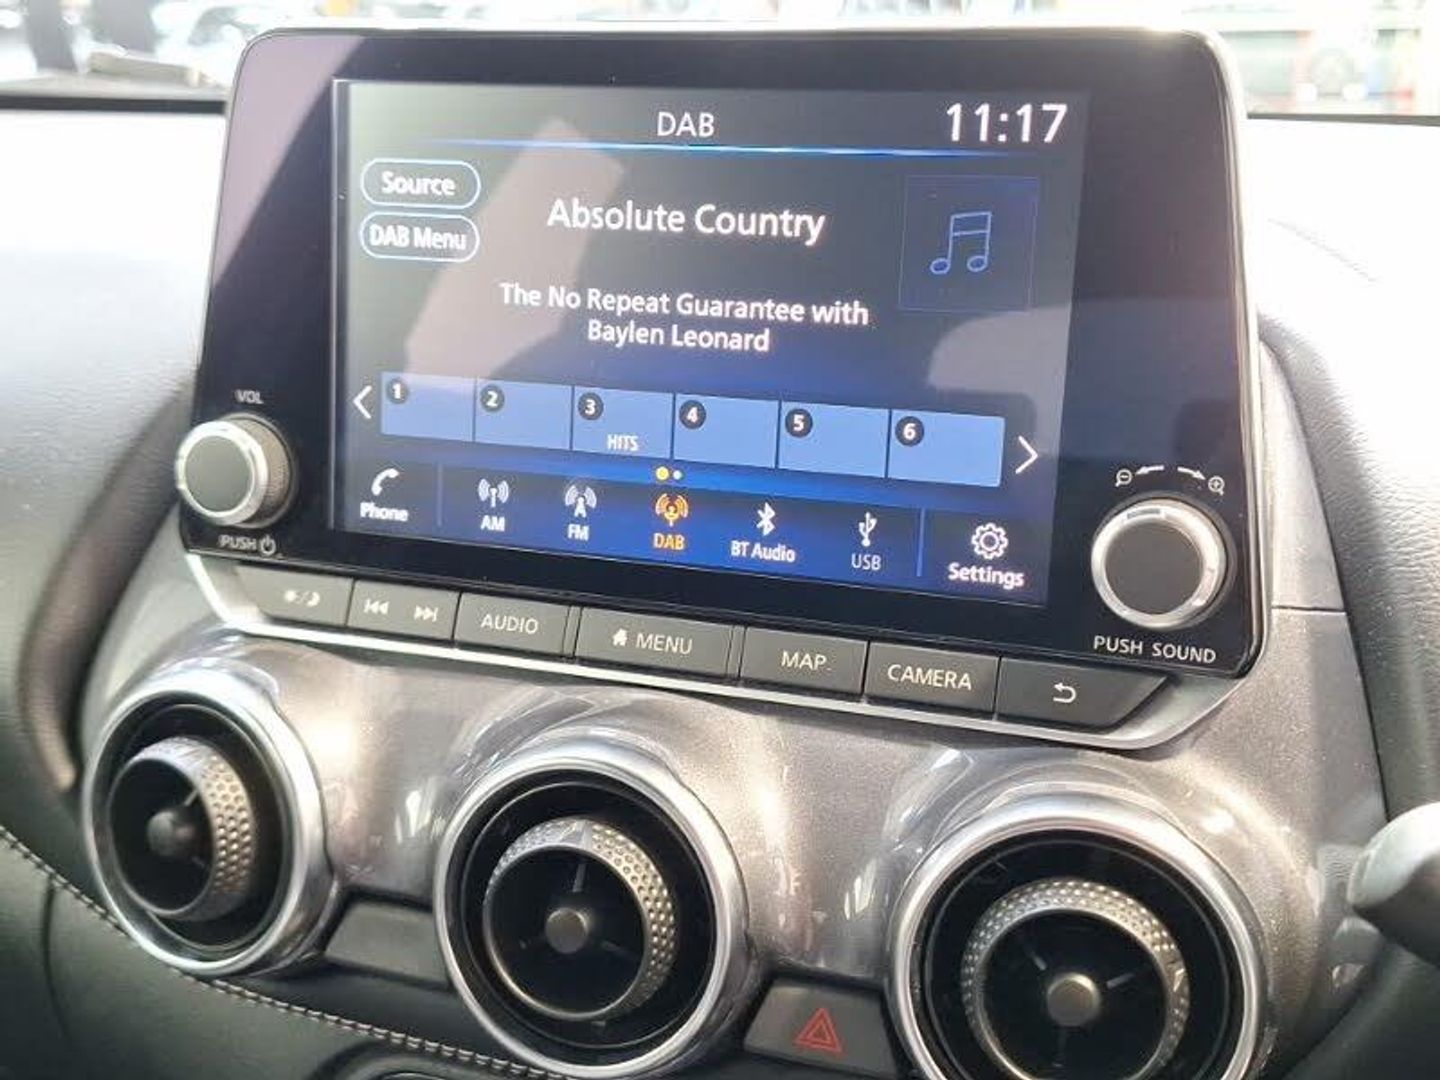 DAB 11:17
Source
Absolute Country
DAB Menu
The No Repeat Guarantee with
Baylen Leonard
1 2 3 4 5 6
HITS
VOL
Phone AM FM DAB BT Audio USB Settings
PUSH
PUSH SOUND
AUDIO MENU MAP CAMERA